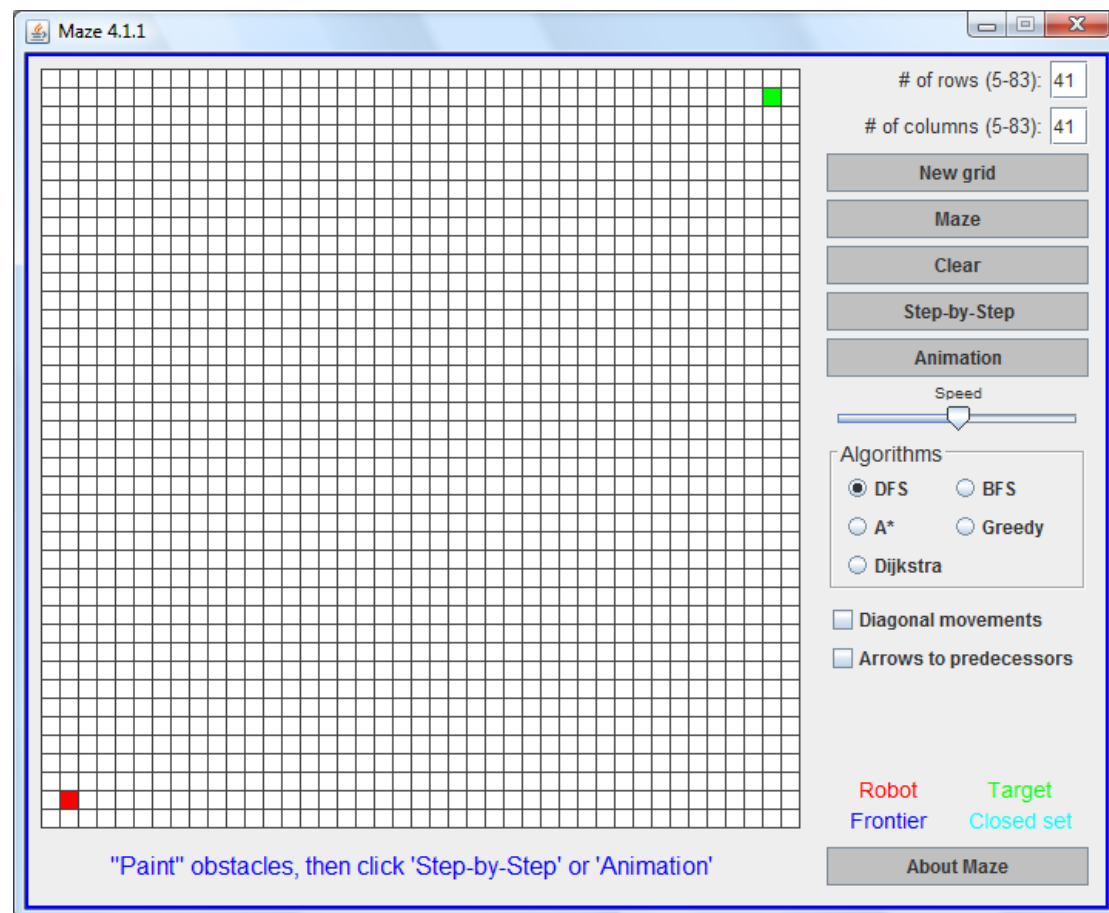 Maze 4.1.1
# of rows (5-83): 41
# of columns (5-83): 41
New grid
Maze
Clear
Step-by-Step
Animation
Speed
Algorithms
DFS BFS
A* Greedy
Dijkstra
Diagonal movements
Arrows to predecessors
Robot Target
Frontier Closed set
About Maze
"Paint" obstacles, then click 'Step-by-Step' or 'Animation'